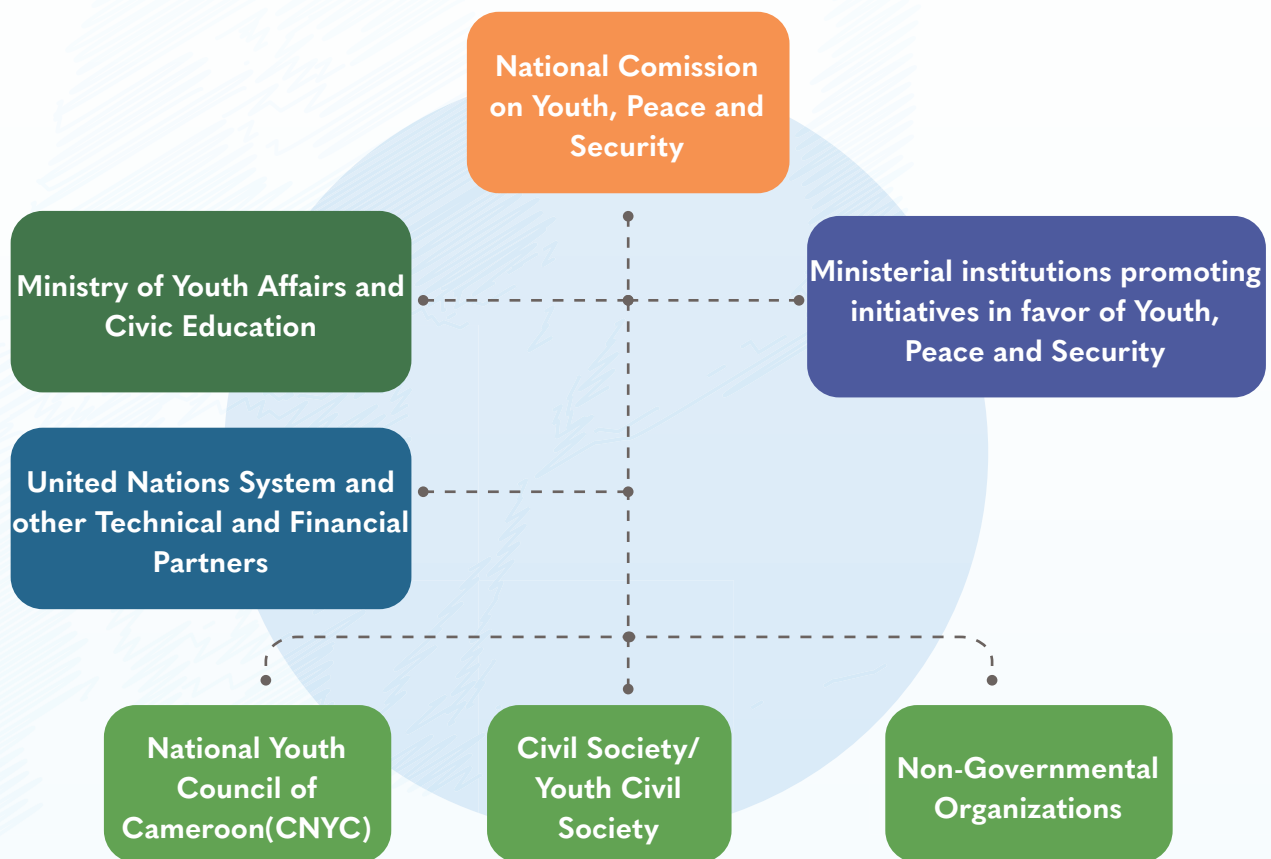 National Comission
on Youth, Peace and
Security
Ministry of Youth Affairs and
Civic Education
Ministerial institutions promoting
initiatives in favor of Youth,
Peace and Security
United Nations System and
other Technical and Financial
Partners
National Youth
Council of
Cameroon(CNYC)
Civil Society/
Youth Civil
Society
Non-Governmental
Organizations